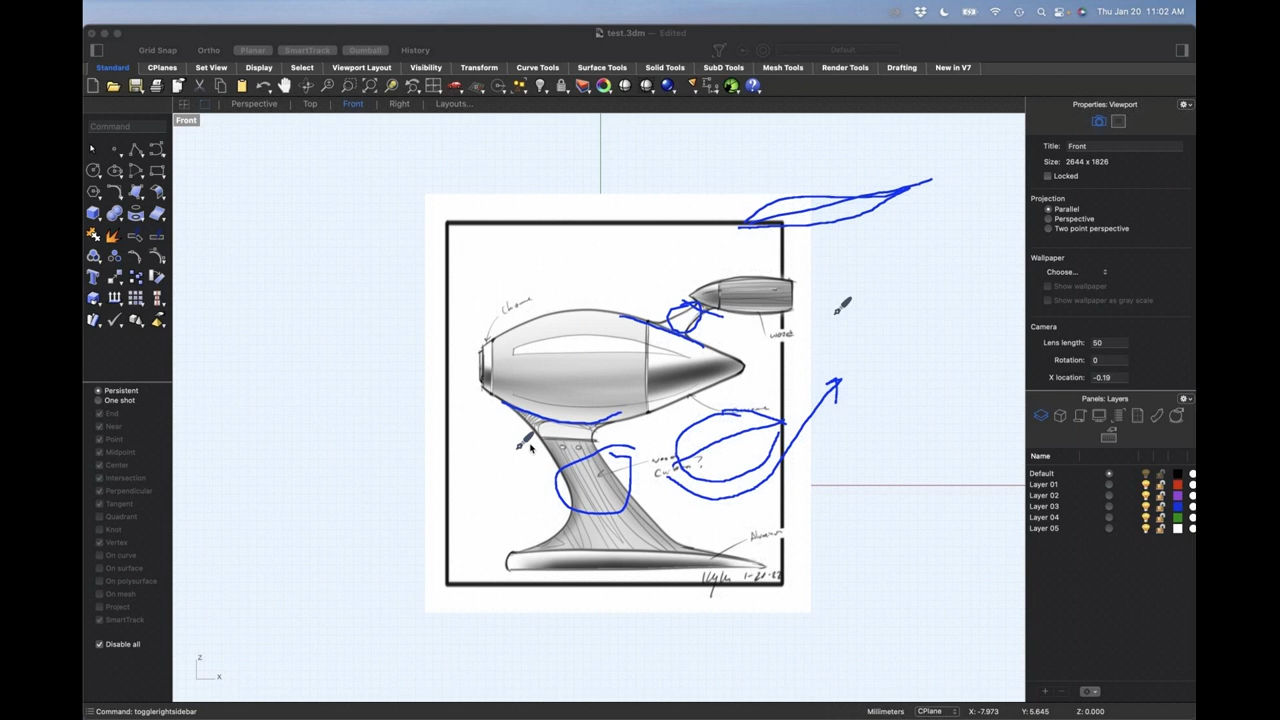 Thu Jan 20 11:02 AM
test.3dm — Edited
Grid Snap Ortho Planar SmartTrack Gumball History Default
Standard CPlanes Set View Display Select Viewport Layout Visibility Transform Curve Tools Surface Tools Solid Tools SubD Tools Mesh Tools Render Tools Drafting New in V7
Perspective Top Front Right Layouts...
Front
Command
Persistent
One shot
End
Near
Point
Midpoint
Center
Intersection
Perpendicular
Tangent
Quadrant
Knot
Vertex
On curve
On surface
On polysurface
On mesh
Project
SmartTrack
Disable all
Chrome
wood
Aluminum
z
x
Properties: Viewport
Title: Front
Size: 2644 x 1826
Locked
Projection
Parallel
Perspective
Two point perspective
Wallpaper
Choose...
Show wallpaper
Show wallpaper as gray scale
Camera
Lens length: 50
Rotation: 0
X location: -0.19
Panels: Layers
Name
Default
Layer 01
Layer 02
Layer 03
Layer 04
Layer 05
Command: togglerightsidebar
Millimeters CPlane X: -7.973 Y: 5.645 Z: 0.000